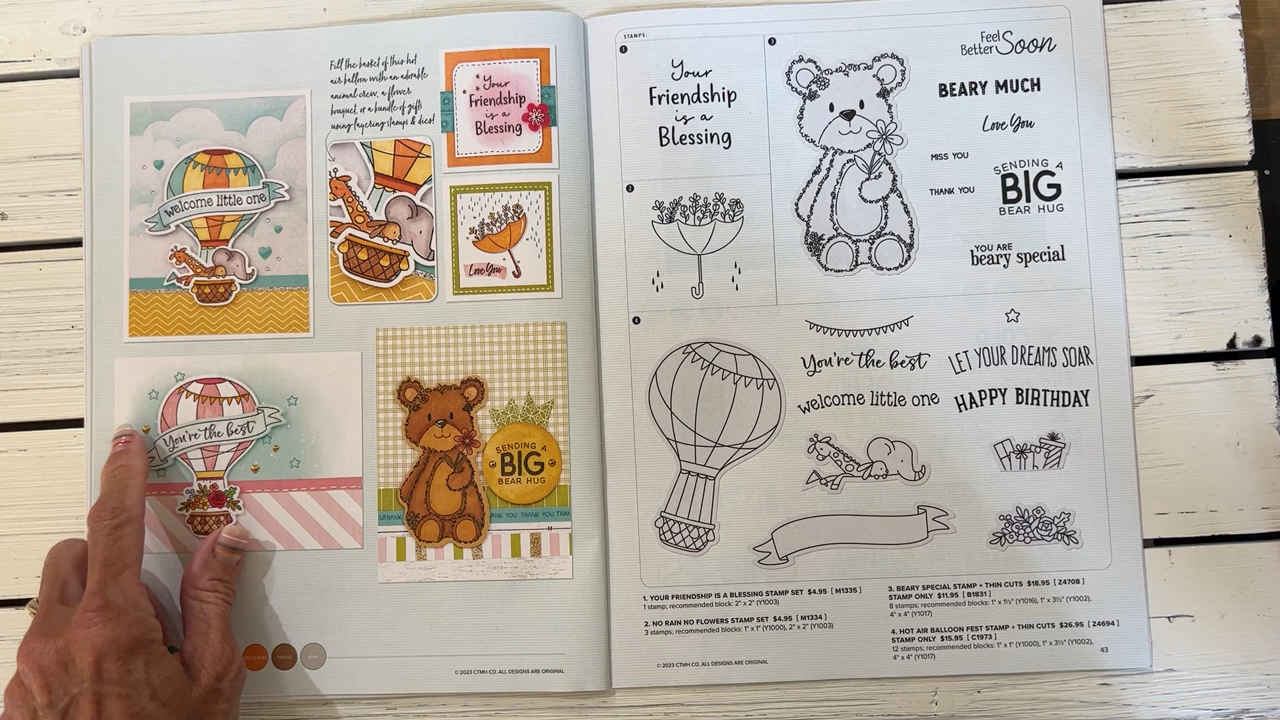 Fill the basket of this hot
air balloon with an adorable
animal crew, a flower
bouquet, or a bundle of gifts
using layering stamps & dies!
Your
Friendship
is a
Blessing
welcome little one
Love You
You're the best
SENDING A
BIG
BEAR HUG
THANK YOU THANK
© 2023 CTMH CO. ALL DESIGNS ARE ORIGINAL
STAMPS:
1
Your
Friendship
is a
Blessing
2
3
Feel
Better Soon
BEARY MUCH
Love You
MISS YOU
THANK YOU
SENDING A
BIG
BEAR HUG
YOU ARE
beary special
4
You're the best
LET YOUR DREAMS SOAR
welcome little one
HAPPY BIRTHDAY
1. YOUR FRIENDSHIP IS A BLESSING STAMP SET $4.95 [ M1335 ]
1 stamp; recommended block: 2" x 2" (Y1003)
2. NO RAIN NO FLOWERS STAMP SET $4.95 [ M1334 ]
3 stamps; recommended blocks: 1" x 1" (Y1000), 2" x 2" (Y1003)
3. BEARY SPECIAL STAMP + THIN CUTS $18.95 [ Z4708 ]
STAMP ONLY $11.95 [ B1831 ]
8 stamps; recommended blocks: 1" x 1½" (Y1016), 1" x 3½" (Y1002),
4" x 4" (Y1017)
4. HOT AIR BALLOON FEST STAMP + THIN CUTS $26.95 [ Z4694 ]
STAMP ONLY $15.95 [ C1973 ]
12 stamps; recommended blocks: 1" x 1" (Y1000), 1" x 3½" (Y1002),
4" x 4" (Y1017)
© 2023 CTMH CO. ALL DESIGNS ARE ORIGINAL
43